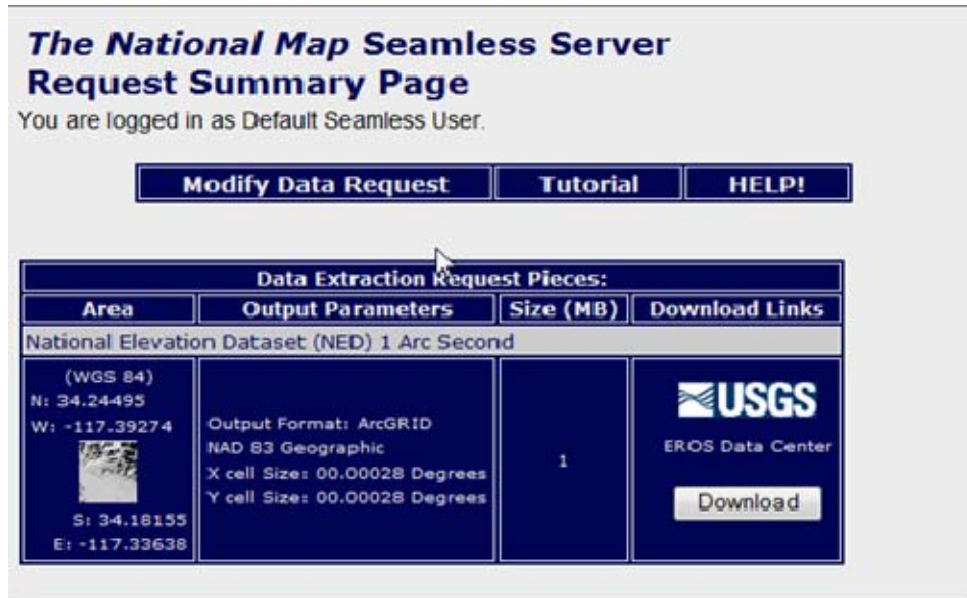 The National Map Seamless Server
Request Summary Page
You are logged in as Default Seamless User.
Modify Data Request Tutorial HELP!
Data Extraction Request Pieces:
Area Output Parameters Size (MB) Download Links
National Elevation Dataset (NED) 1 Arc Second
(WGS 84)
N: 34.24495
W: -117.39274
S: 34.18155
E: -117.33638
Output Format: ArcGRID
NAD 83 Geographic
X cell Size: 00.00028 Degrees
Y cell Size: 00.00028 Degrees
1
USGS
EROS Data Center
Download